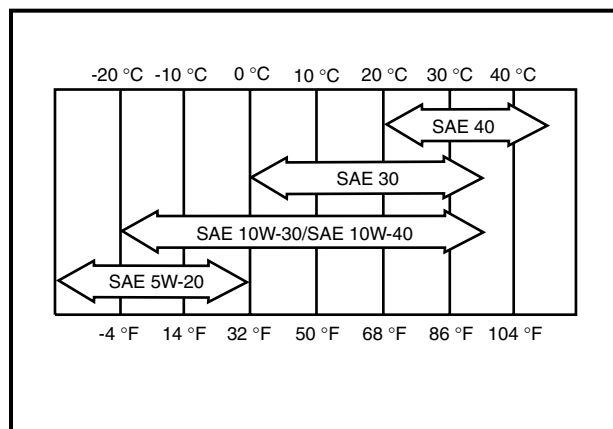 -20 °C -10 °C 0 °C 10 °C 20 °C 30 °C 40 °C
SAE 40
SAE 30
SAE 10W-30/SAE 10W-40
SAE 5W-20
-4 °F 14 °F 32 °F 50 °F 68 °F 86 °F 104 °F